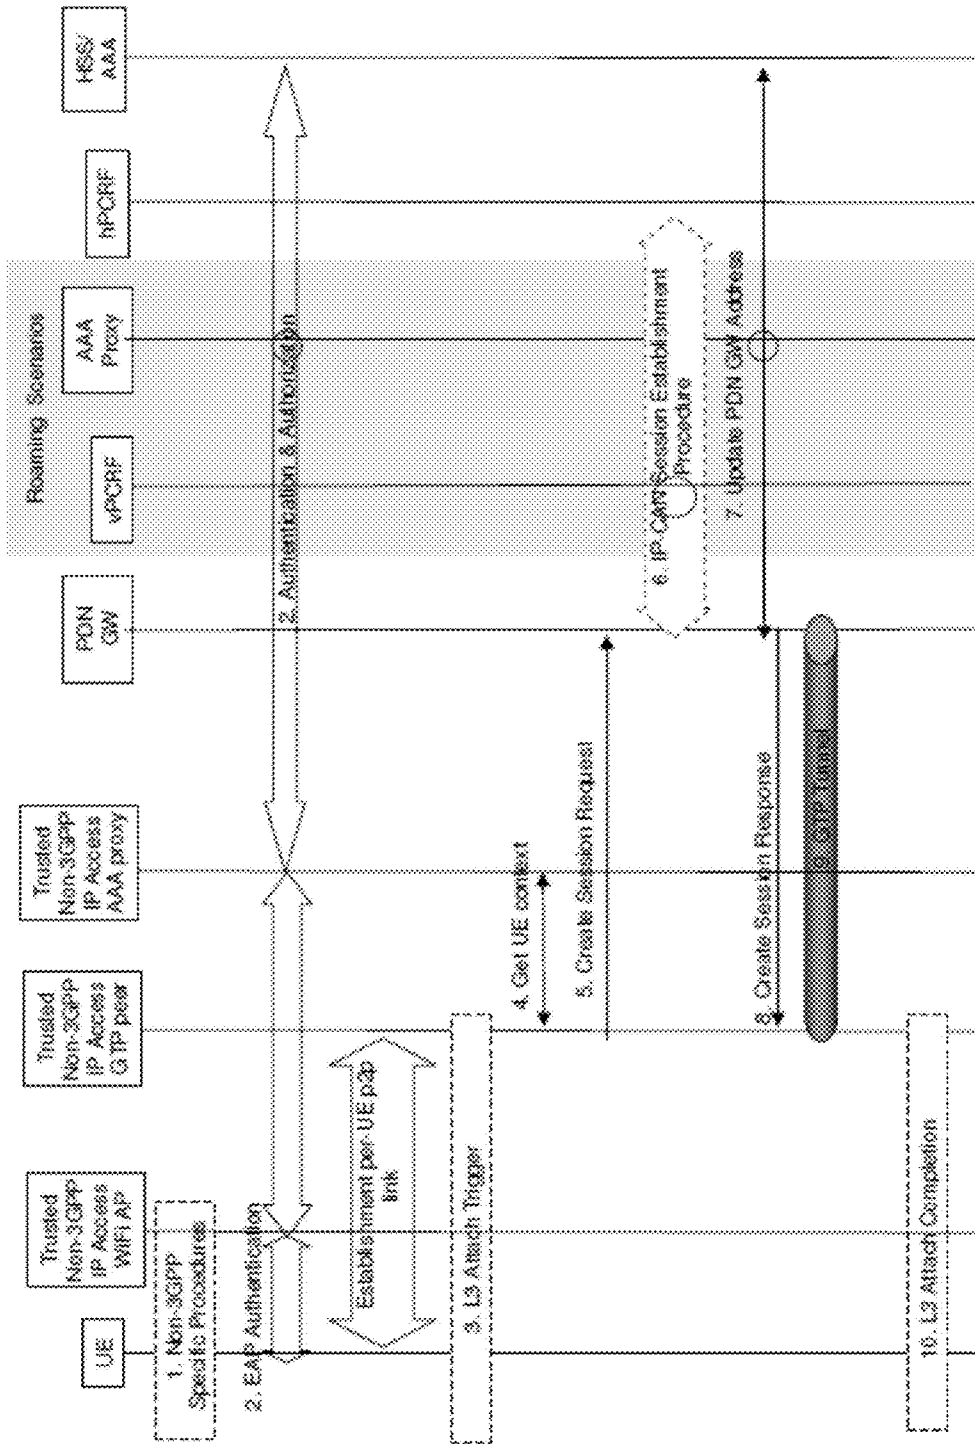 UE
Trusted
Non-3GPP
IP Access
WiFi AP
Trusted
Non-3GPP
IP Access
GTP peer
Trusted
Non-3GPP
IP Access
AAA proxy
PDN
GW
Roaming Scenarios
vPCRF
AAA
Proxy
hPCRF
HSS/
AAA
1. Non-3GPP
Specific Procedures
2. EAP Authentication
2. Authentication & Authorization
Establishment per-UE p2p
link
3. L3 Attach Trigger
4. Get UE context
5. Create Session Request
6. IP-CAN Session Establishment
Procedure
7. Update PDN GW Address
8. Create Session Response
GTP Tunnel
10. L3 Attach Completion